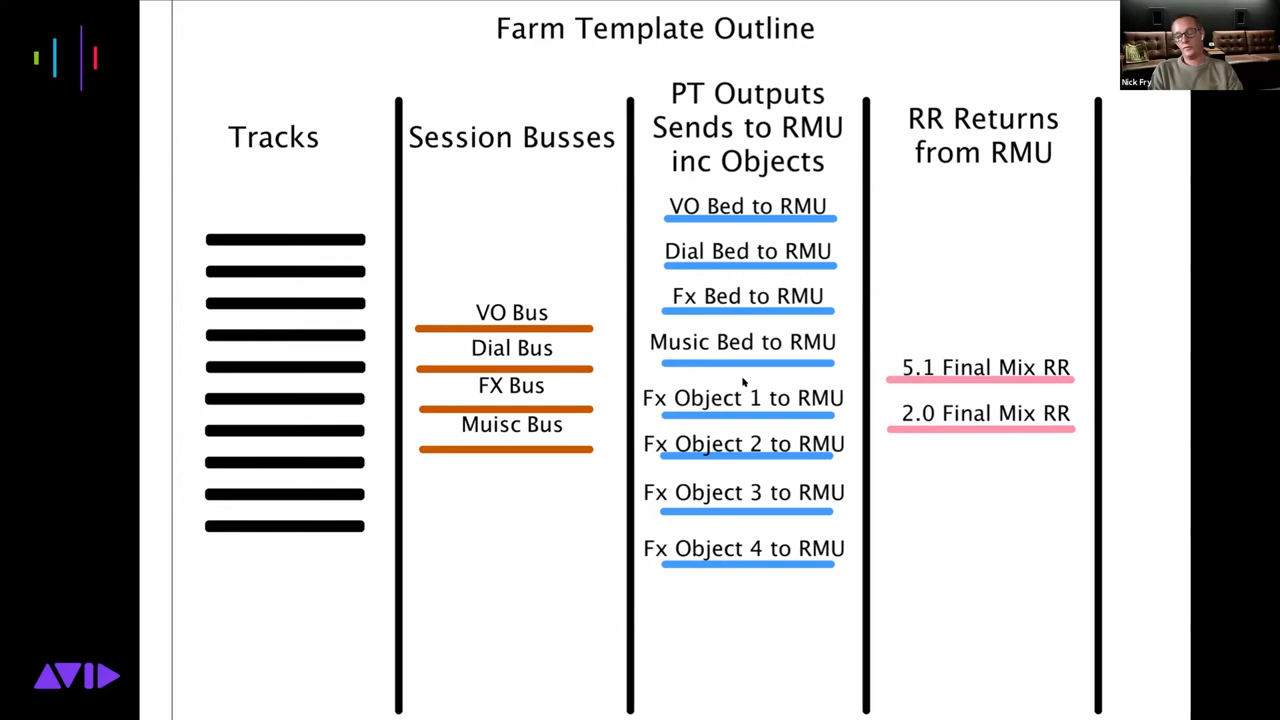 Farm Template Outline
Nick Fry
Tracks
Session Busses
VO Bus
Dial Bus
FX Bus
Muisc Bus
PT Outputs
Sends to RMU
inc Objects
VO Bed to RMU
Dial Bed to RMU
Fx Bed to RMU
Music Bed to RMU
Fx Object 1 to RMU
Fx Object 2 to RMU
Fx Object 3 to RMU
Fx Object 4 to RMU
RR Returns
from RMU
5.1 Final Mix RR
2.0 Final Mix RR
AVID